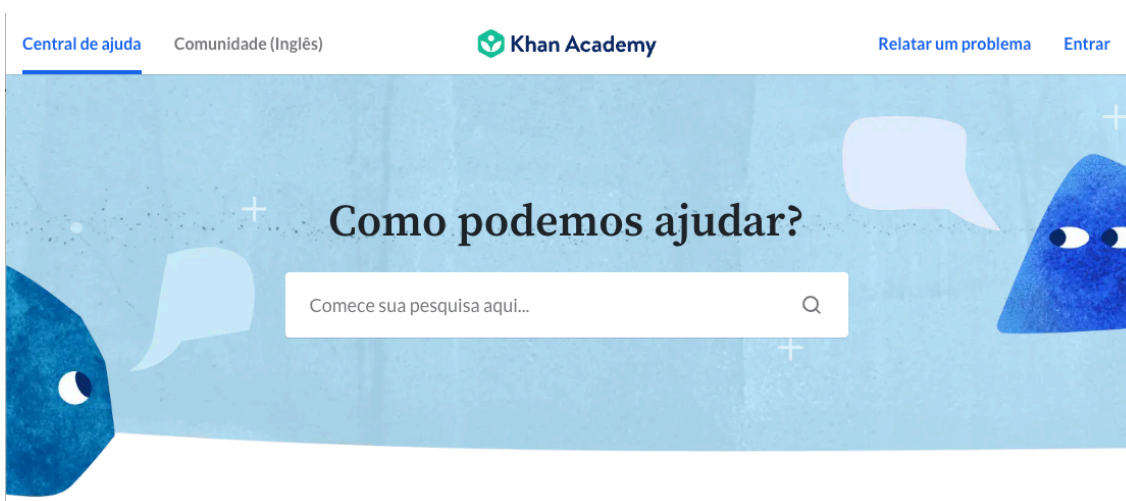 Central de ajuda Comunidade (Inglês) Khan Academy Relatar um problema Entrar
Como podemos ajudar?
Comece sua pesquisa aqui...